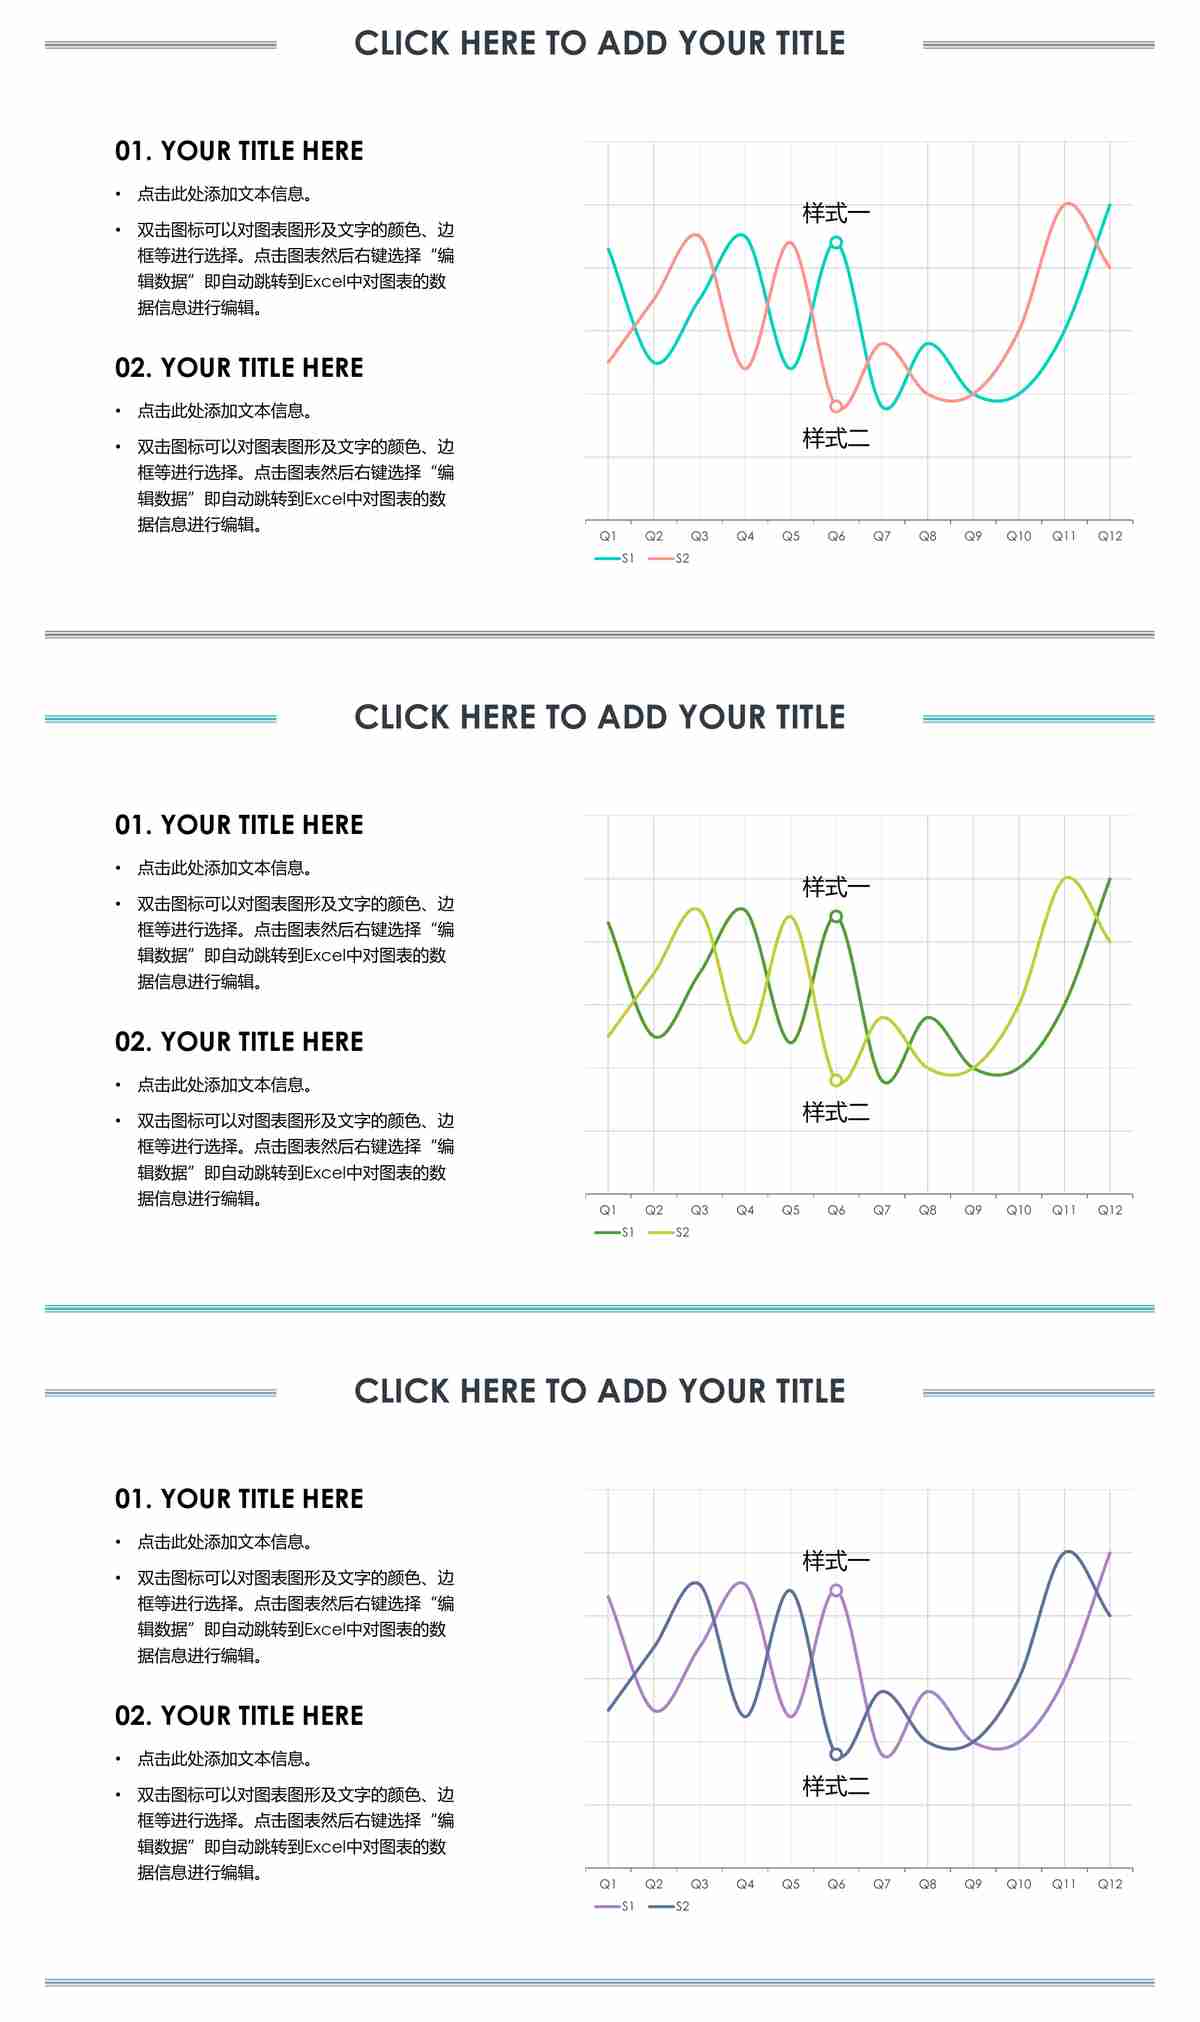 CLICK HERE TO ADD YOUR TITLE
01. YOUR TITLE HERE
• 点击此处添加文本信息。
• 双击图标可以对图表图形及文字的颜色、边
框等进行选择。点击图表然后右键选择“编
辑数据”即自动跳转到Excel中对图表的数
据信息进行编辑。
02. YOUR TITLE HERE
• 点击此处添加文本信息。
• 双击图标可以对图表图形及文字的颜色、边
框等进行选择。点击图表然后右键选择“编
辑数据”即自动跳转到Excel中对图表的数
据信息进行编辑。
样式一
样式二
Q1 Q2 Q3 Q4 Q5 Q6 Q7 Q8 Q9 Q10 Q11 Q12
S1 S2
CLICK HERE TO ADD YOUR TITLE
01. YOUR TITLE HERE
• 点击此处添加文本信息。
• 双击图标可以对图表图形及文字的颜色、边
框等进行选择。点击图表然后右键选择“编
辑数据”即自动跳转到Excel中对图表的数
据信息进行编辑。
02. YOUR TITLE HERE
• 点击此处添加文本信息。
• 双击图标可以对图表图形及文字的颜色、边
框等进行选择。点击图表然后右键选择“编
辑数据”即自动跳转到Excel中对图表的数
据信息进行编辑。
样式一
样式二
Q1 Q2 Q3 Q4 Q5 Q6 Q7 Q8 Q9 Q10 Q11 Q12
S1 S2
CLICK HERE TO ADD YOUR TITLE
01. YOUR TITLE HERE
• 点击此处添加文本信息。
• 双击图标可以对图表图形及文字的颜色、边
框等进行选择。点击图表然后右键选择“编
辑数据”即自动跳转到Excel中对图表的数
据信息进行编辑。
02. YOUR TITLE HERE
• 点击此处添加文本信息。
• 双击图标可以对图表图形及文字的颜色、边
框等进行选择。点击图表然后右键选择“编
辑数据”即自动跳转到Excel中对图表的数
据信息进行编辑。
样式一
样式二
Q1 Q2 Q3 Q4 Q5 Q6 Q7 Q8 Q9 Q10 Q11 Q12
S1 S2